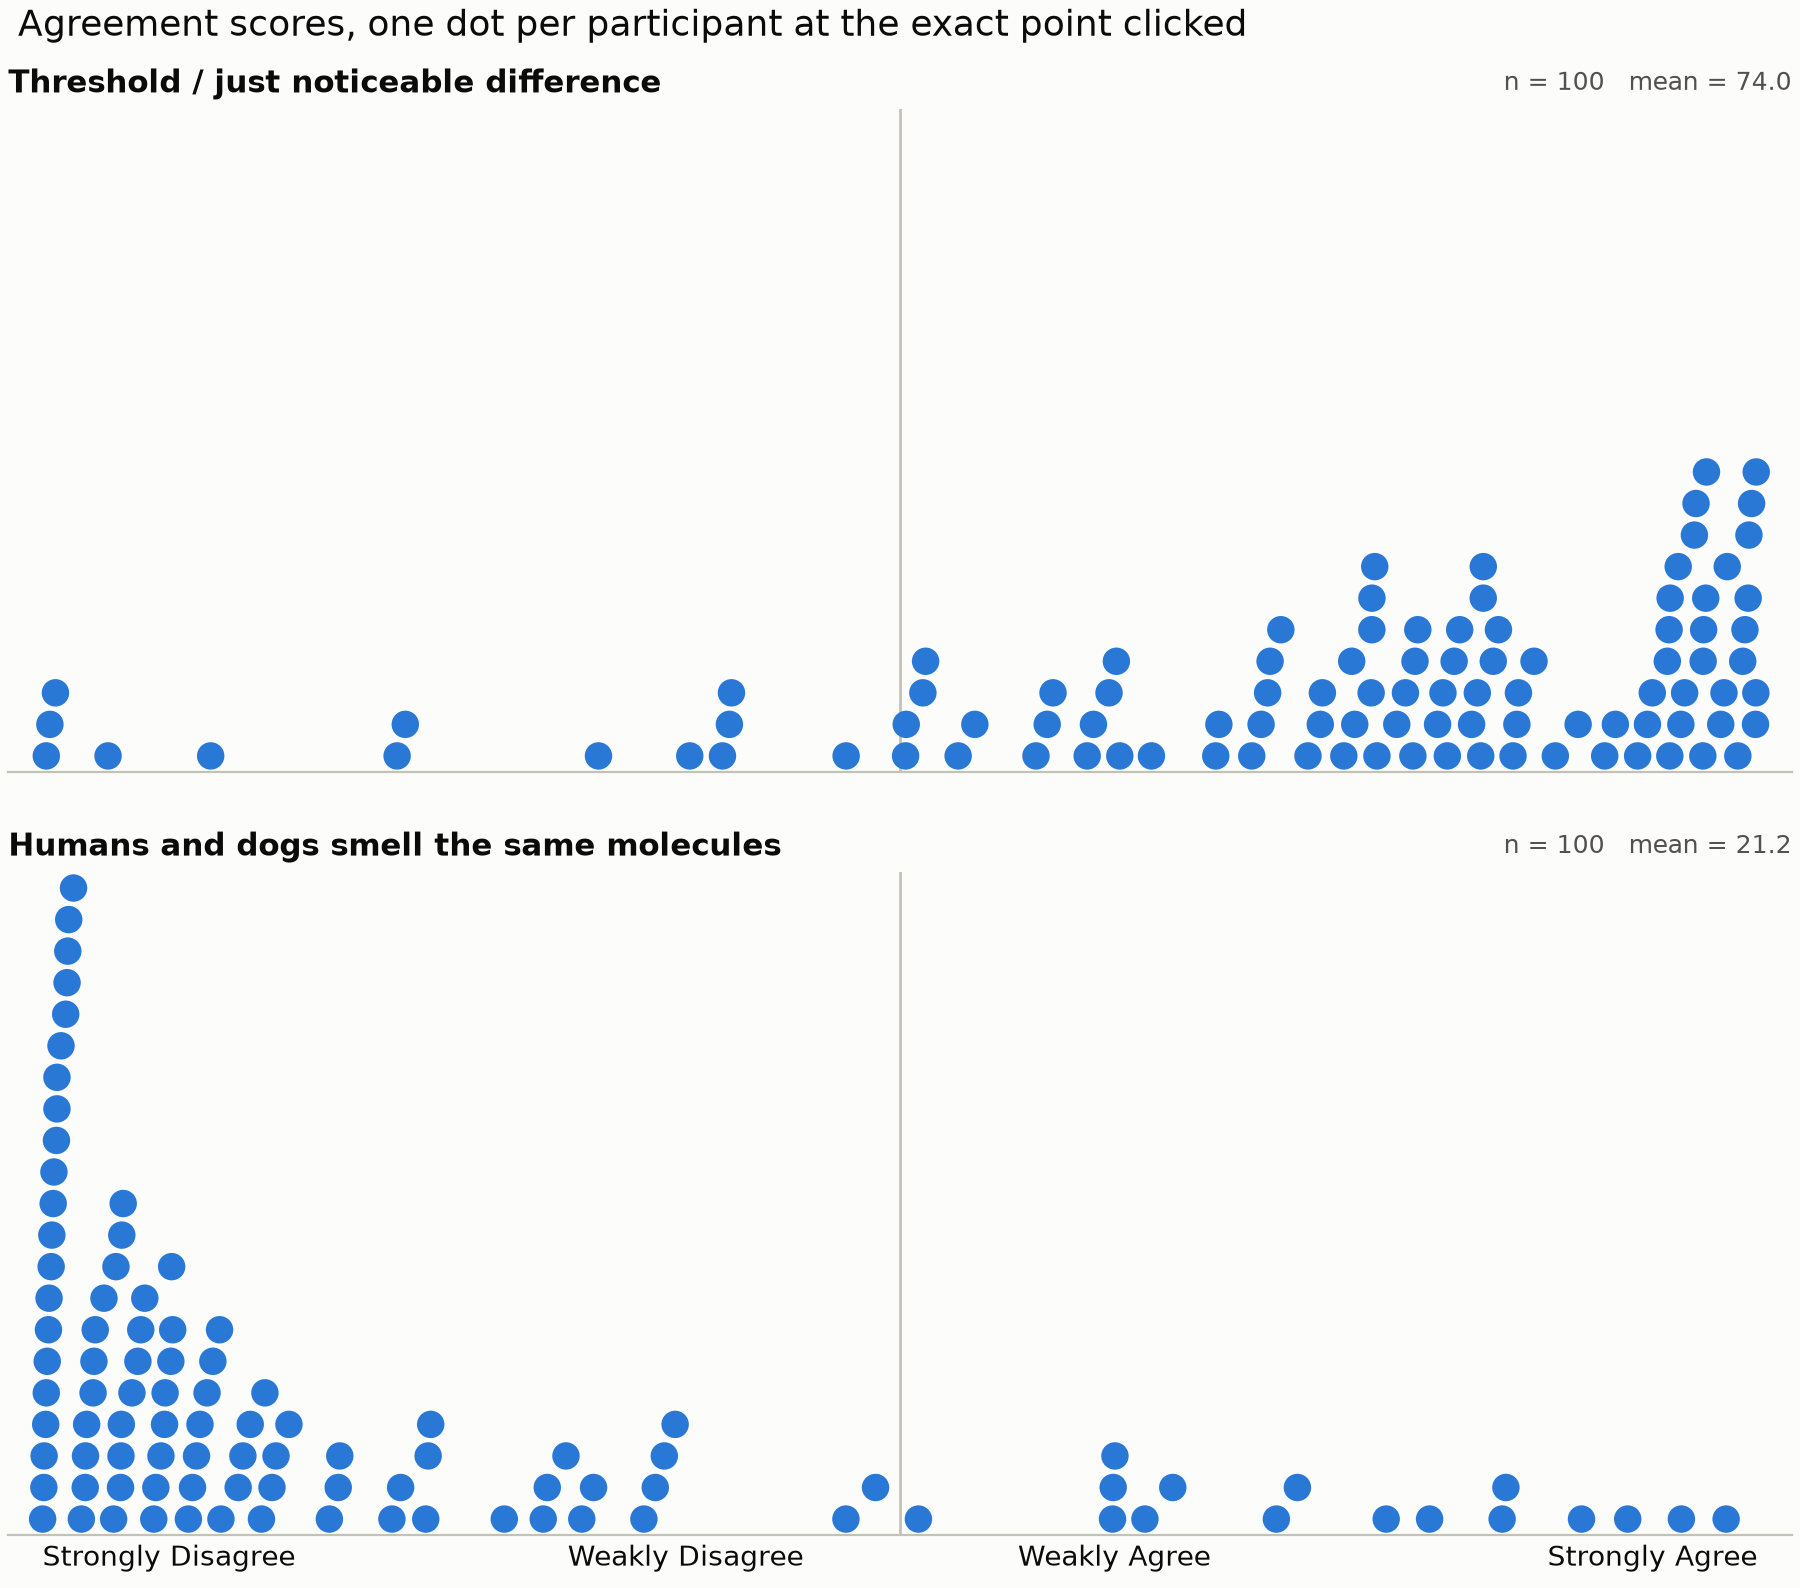 Agreement scores, one dot per participant at the exact point clicked
Threshold / just noticeable difference
n = 100 mean = 74.0
Humans and dogs smell the same molecules
n = 100 mean = 21.2
Strongly Disagree Weakly Disagree Weakly Agree Strongly Agree